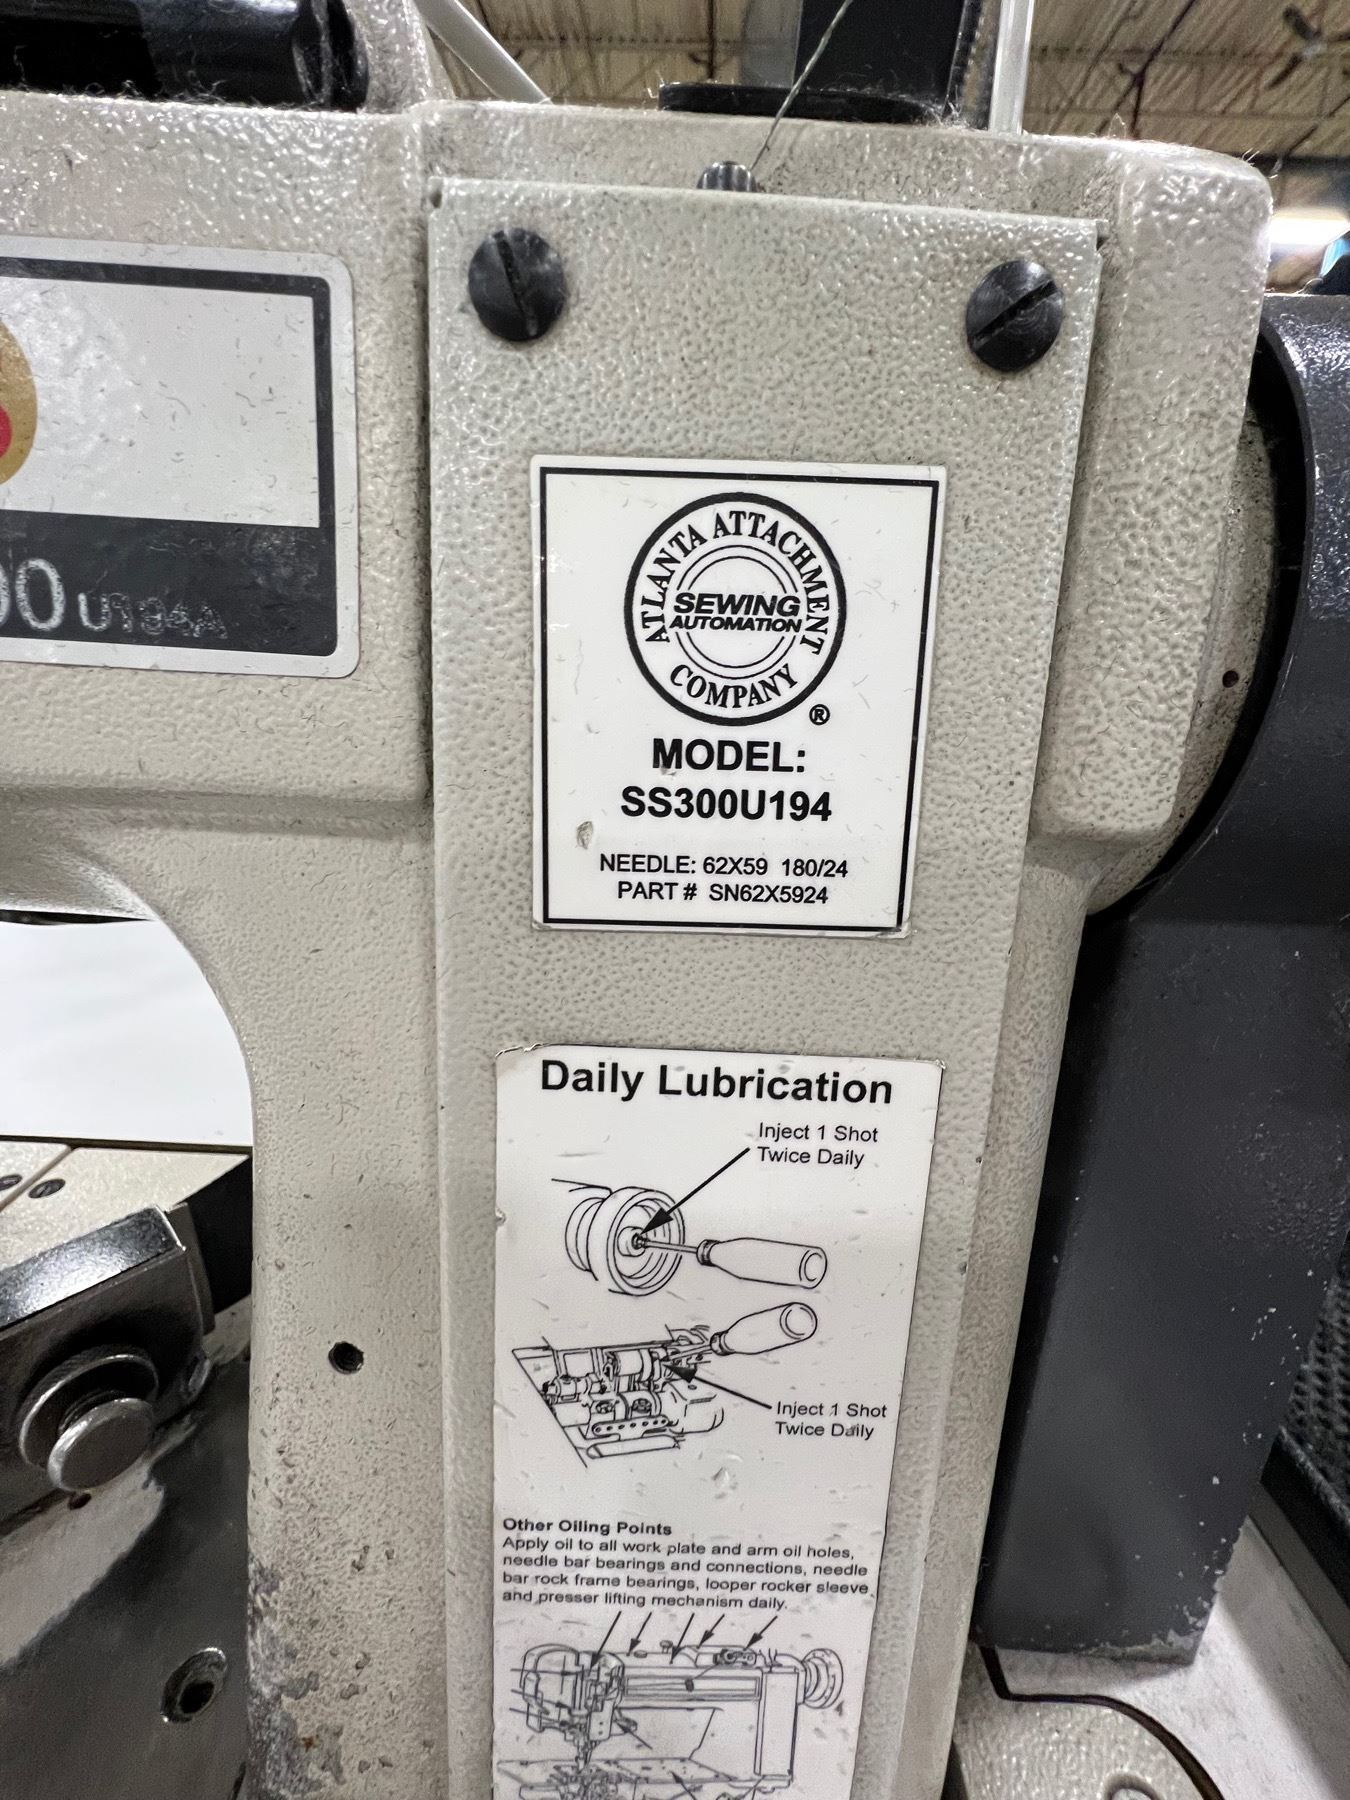 00U194A
ATLANTA ATTACHMENT
COMPANY
SEWING
AUTOMATION
®
MODEL:
SS300U194
NEEDLE: 62X59 180/24
PART # SN62X5924
Daily Lubrication
Inject 1 Shot
Twice Daily
Inject 1 Shot
Twice Daily
Other Oiling Points
Apply oil to all work plate and arm oil holes,
needle bar bearings and connections, needle
bar rock frame bearings, looper rocker sleeve
and presser lifting mechanism daily.